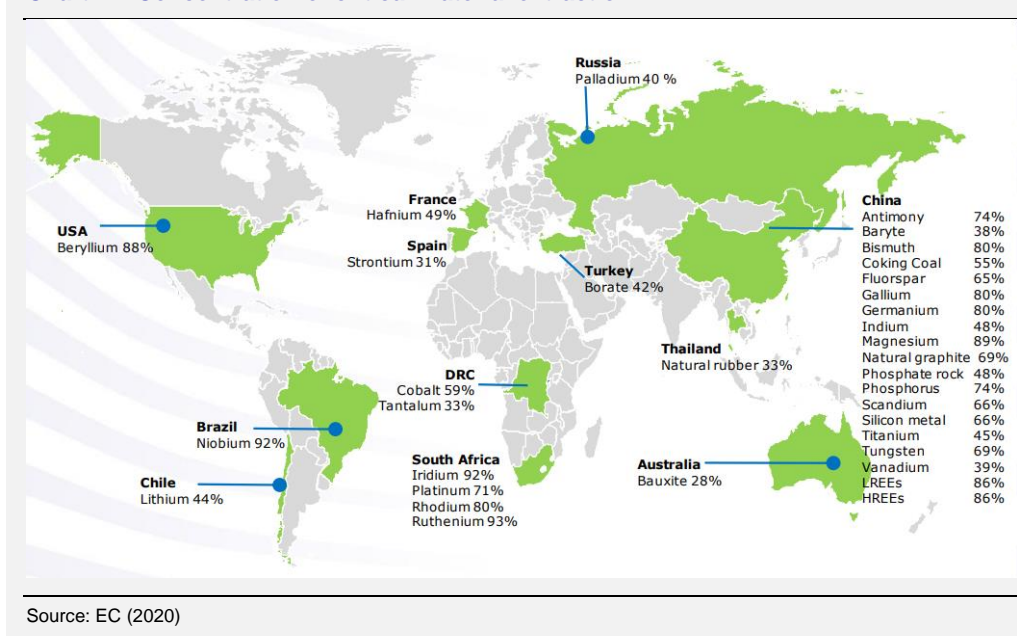 Russia
Palladium 40 %
France
Hafnium 49%
USA
Beryllium 88%
Spain
Strontium 31%
Turkey
Borate 42%
China
Antimony 74%
Baryte 38%
Bismuth 80%
Coking Coal 55%
Fluorspar 65%
Gallium 80%
Germanium 80%
Indium 48%
Magnesium 89%
Natural graphite 69%
Phosphate rock 48%
Phosphorus 74%
Scandium 66%
Silicon metal 66%
Titanium 45%
Tungsten 69%
Vanadium 39%
LREEs 86%
HREEs 86%
Thailand
Natural rubber 33%
DRC
Cobalt 59%
Tantalum 33%
Brazil
Niobium 92%
South Africa
Iridium 92%
Platinum 71%
Rhodium 80%
Ruthenium 93%
Australia
Bauxite 28%
Chile
Lithium 44%
Source: EC (2020)